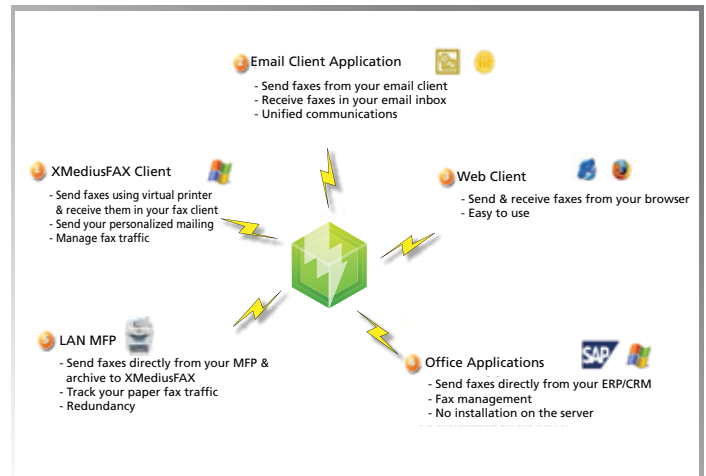 Email Client Application
- Send faxes from your email client
- Receive faxes in your email inbox
- Unified communications
XMediusFAX Client
- Send faxes using virtual printer
& receive them in your fax client
- Send your personalized mailing
- Manage fax traffic
Web Client
- Send & receive faxes from your browser
- Easy to use
5 LAN MFP
- Send faxes directly from your MFP &
archive to XMediusFAX
- Track your paper fax traffic
- Redundancy
4 Office Applications
SAP
- Send faxes directly from your ERP/CRM
- Fax management
- No installation on the server